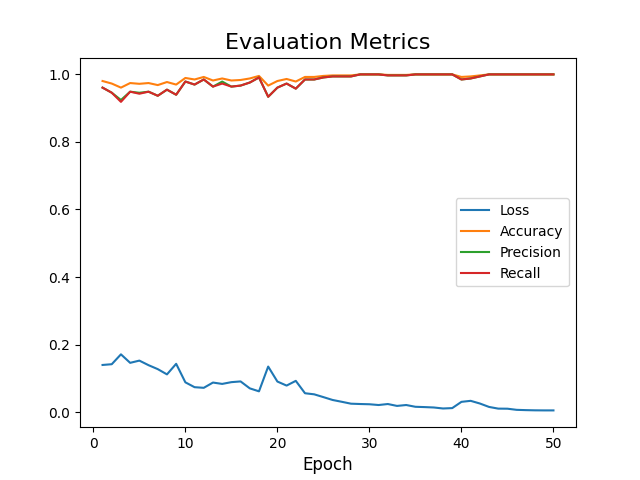 Evaluation Metrics
1.0
0.8
0.6
0.4
0.2
0.0
Loss
Accuracy
Precision
Recall
0 10 20 30 40 50
Epoch